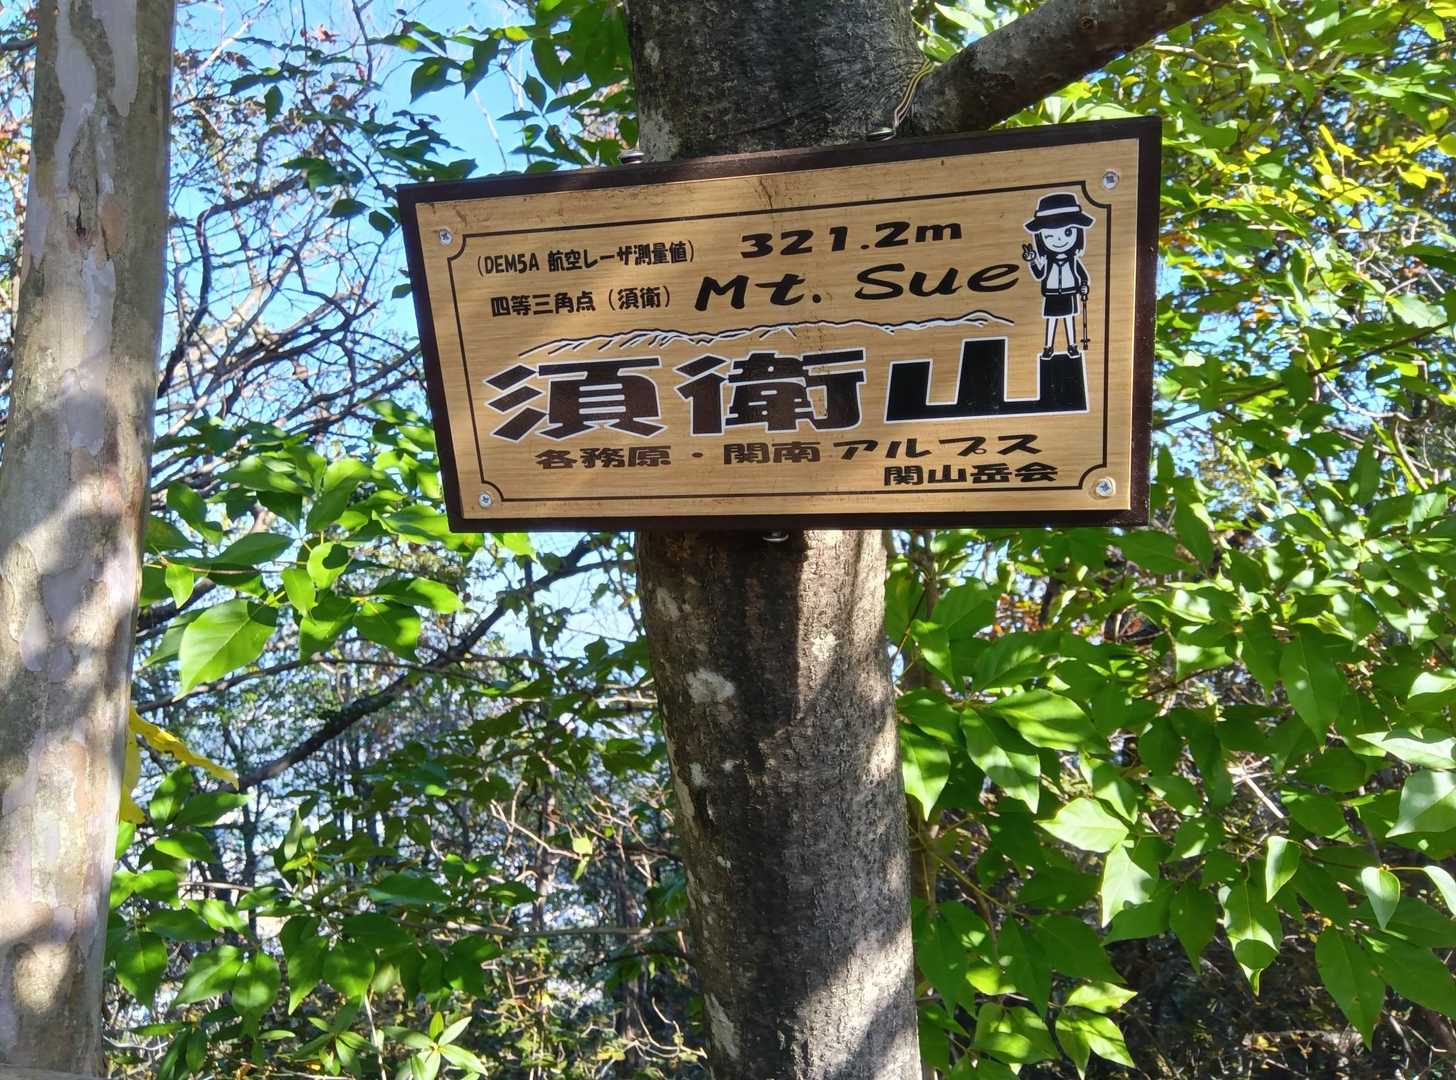 (DEM5A 航空レーザ測量値) 321.2m
四等三角点（須衛） Mt. Sue
須衛山
各務原・関南アルプス
関山岳会